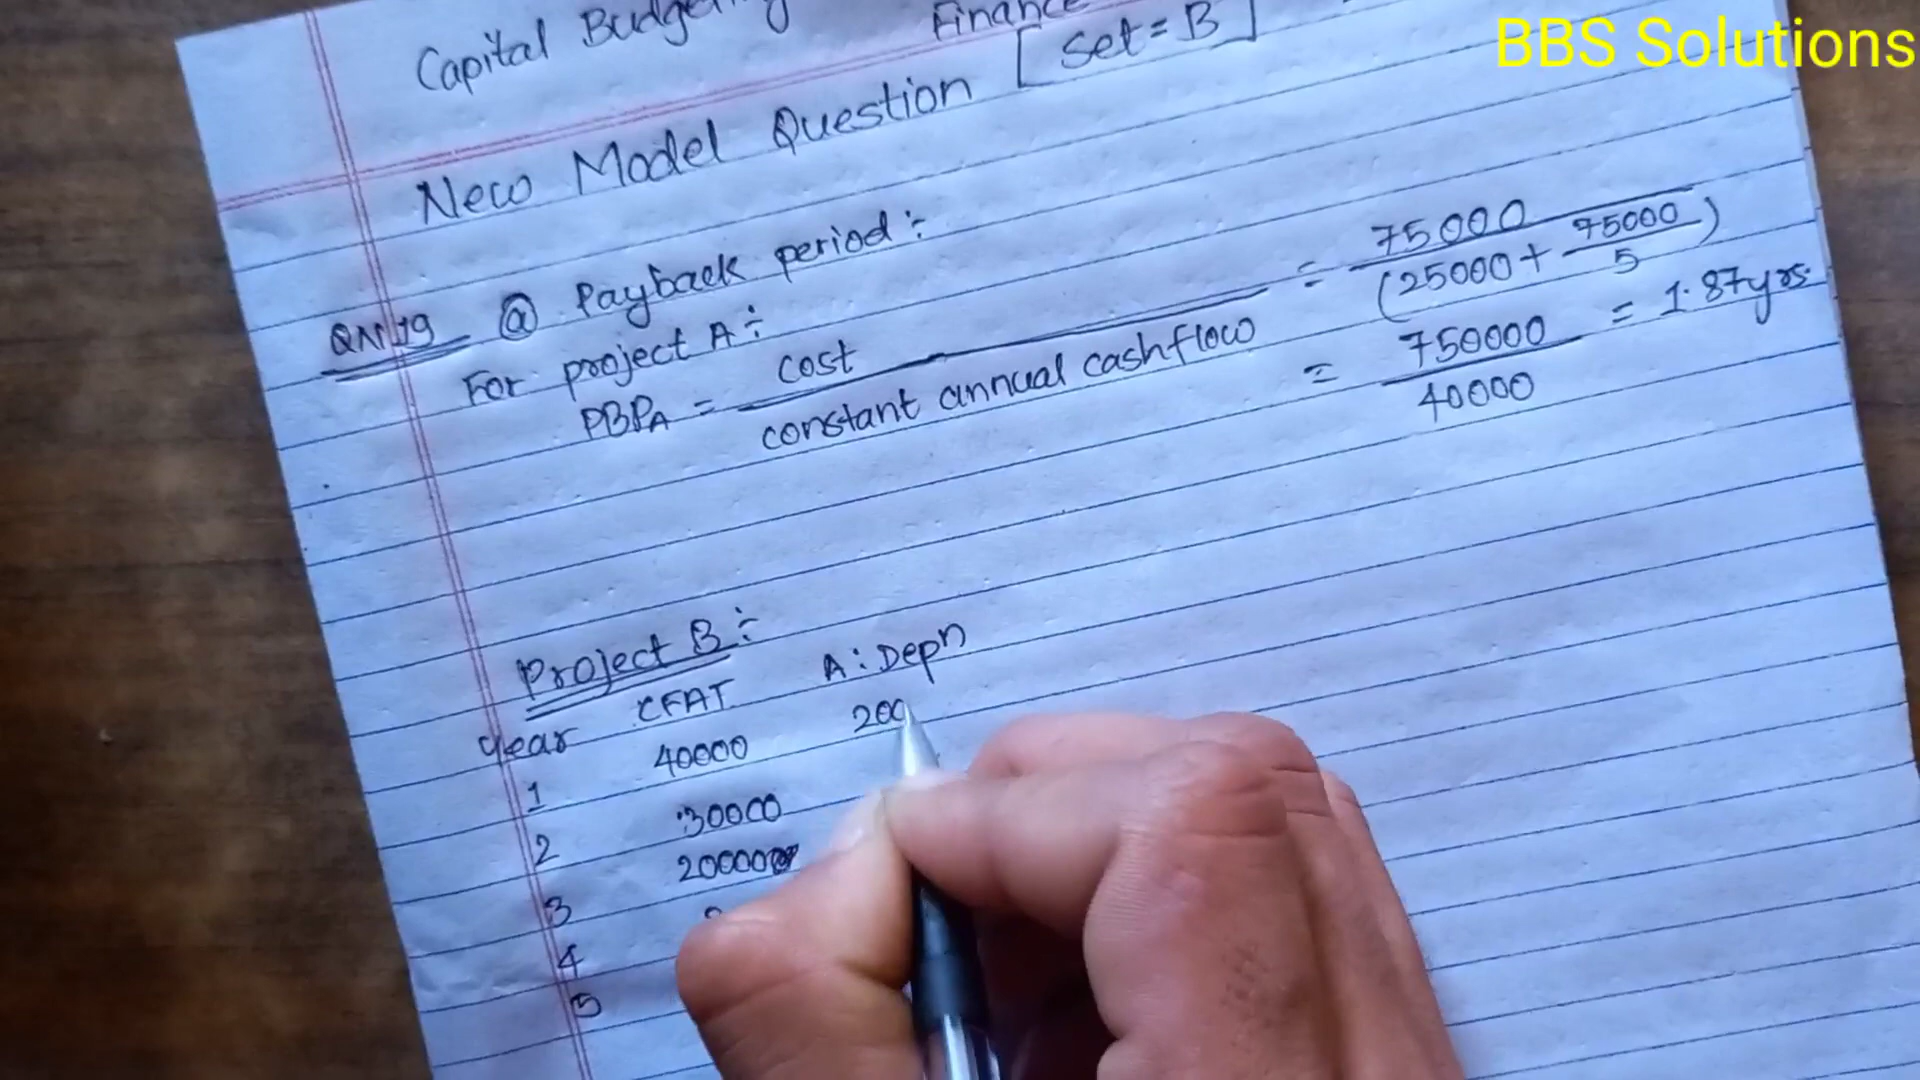 BBS Solutions
Capital Budgeting Finance
New Model Question [Set = B]
QN 19 @ Payback period ÷
For project A ÷
PBPA = cost / constant annual cashflow = 75000 / (25000 + 75000 / 5)
= 750000 / 40000 = 1.87yrs.
Project B ÷
year CFAT A : Depn
1 40000 200
2 30000
3 20000
4
5